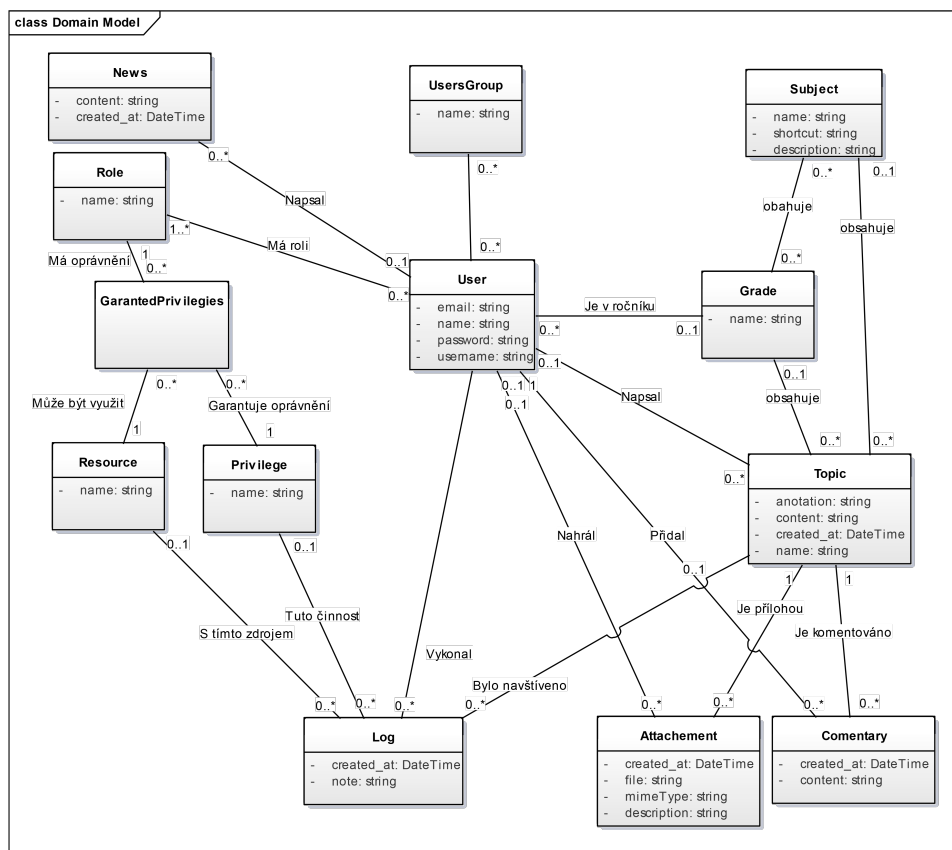 class Domain Model
News
- content: string
- created_at: DateTime
UsersGroup
- name: string
Subject
- name: string
- shortcut: string
- description: string
0..*
0..*
0..*
0..1
Role
- name: string
Napsal
obahuje
1..*
Má roli
obsahuje
Má oprávnění
1
0..*
0..1
0..*
0..*
0..*
GarantedPrivilegies
User
- email: string
- name: string
- password: string
- username: string
Je v ročníku
0..*
0..1
Grade
- name: string
0..1
0..*
0..*
0..1
1
0..1
0..1
Může být využit
Garantuje oprávnění
Napsal
obsahuje
1
1
0..*
0..*
Resource
- name: string
Privilege
- name: string
0..*
Topic
- anotation: string
- content: string
- created_at: DateTime
- name: string
0..1
0..1
Nahrál
Přidal
0..1
1
1
Tuto činnost
Je přílohou
S tímto zdrojem
Je komentováno
Vykonal
Bylo navštíveno
0..*
0..*
0..*
0..*
0..*
0..*
0..*
0..*
Log
- created_at: DateTime
- note: string
Attachement
- created_at: DateTime
- file: string
- mimeType: string
- description: string
Comentary
- created_at: DateTime
- content: string